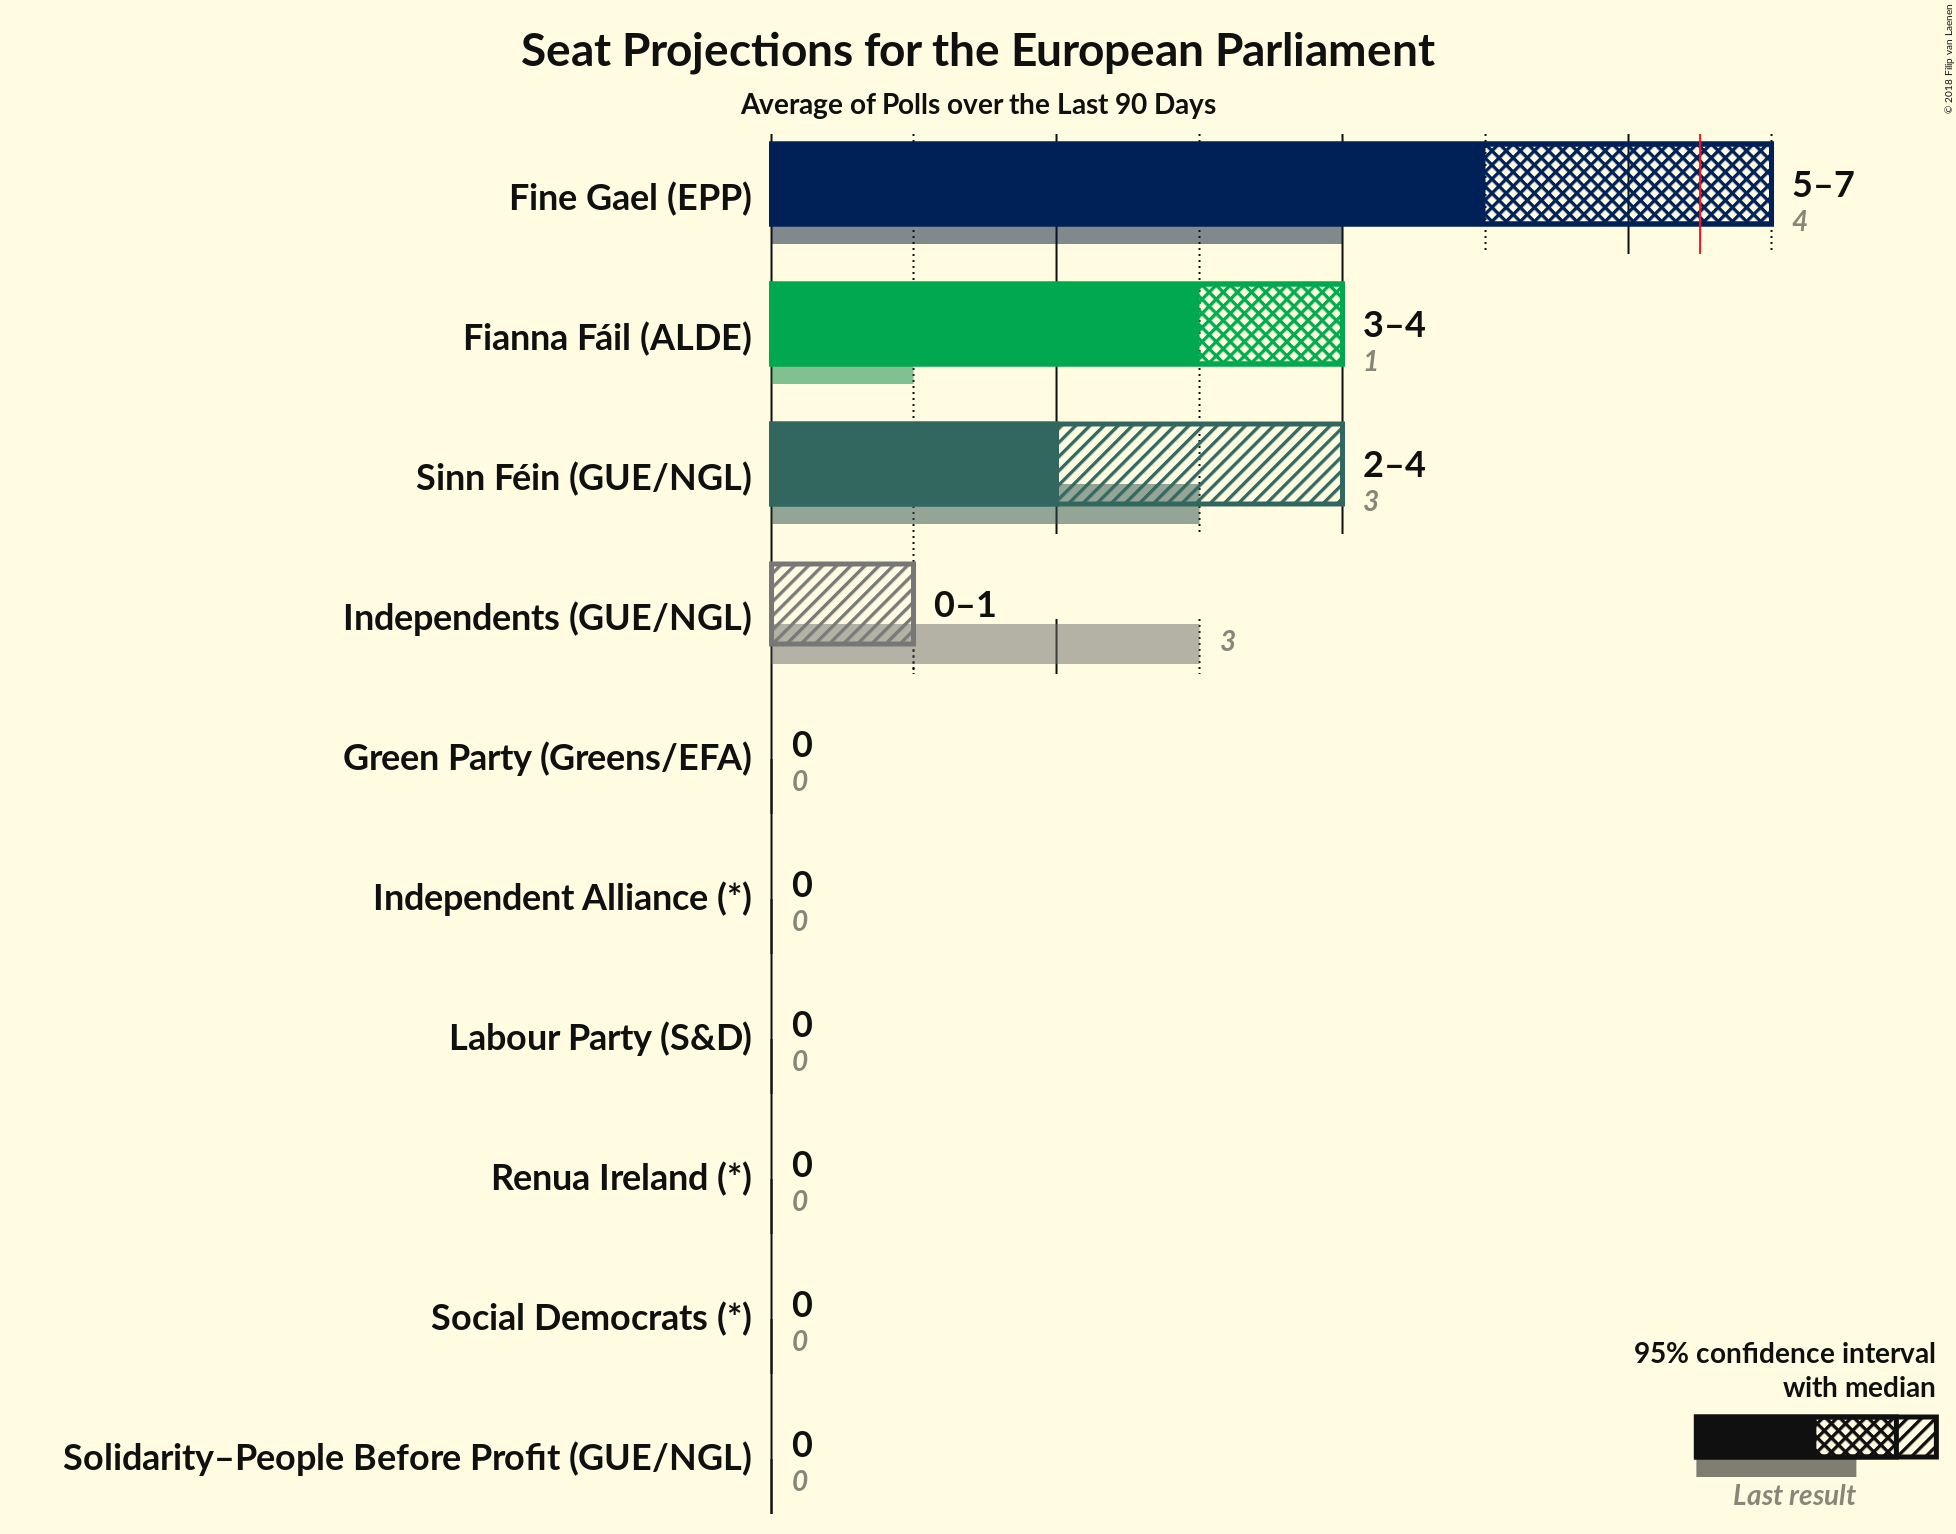 Seat Projections for the European Parliament
Average of Polls over the Last 90 Days
© 2018 Filip van Laenen
Fine Gael (EPP)
5–7
4
Fianna Fáil (ALDE)
3–4
1
Sinn Féin (GUE/NGL)
2–4
3
Independents (GUE/NGL)
0–1
3
Green Party (Greens/EFA)
0
0
Independent Alliance (*)
0
0
Labour Party (S&D)
0
0
Renua Ireland (*)
0
0
Social Democrats (*)
0
0
Solidarity–People Before Profit (GUE/NGL)
0
0
95% confidence interval
with median
Last result